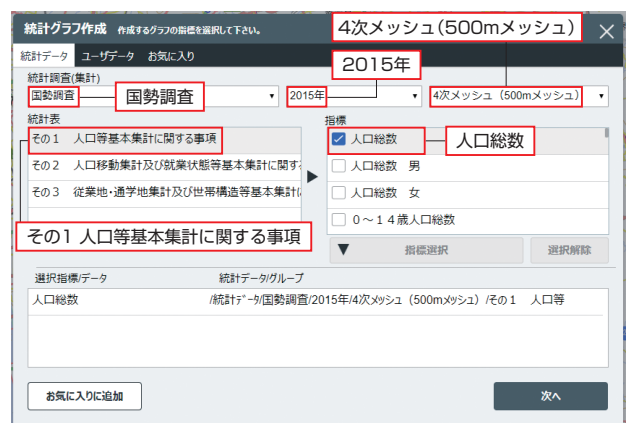 統計グラフ作成 作成するグラフの指標を選択して下さい。
4次メッシュ(500mメッシュ)
統計データ ユーザデータ お気に入り
2015年
統計調査(集計)
国勢調査
国勢調査
2015年
4次メッシュ (500mメッシュ)
統計表
指標
その1 人口等基本集計に関する事項
人口総数
人口総数
その2 人口移動集計及び就業状態等基本集計に関す
人口総数 男
その3 従業地・通学地集計及び世帯構造等基本集計
人口総数 女
0~14歳人口総数
その1 人口等基本集計に関する事項
▼ 指標選択
選択解除
選択指標/データ
統計データ/グループ
人口総数
/統計データ/国勢調査/2015年/4次メッシュ (500mメッシュ) /その1 人口等
お気に入りに追加
次へ